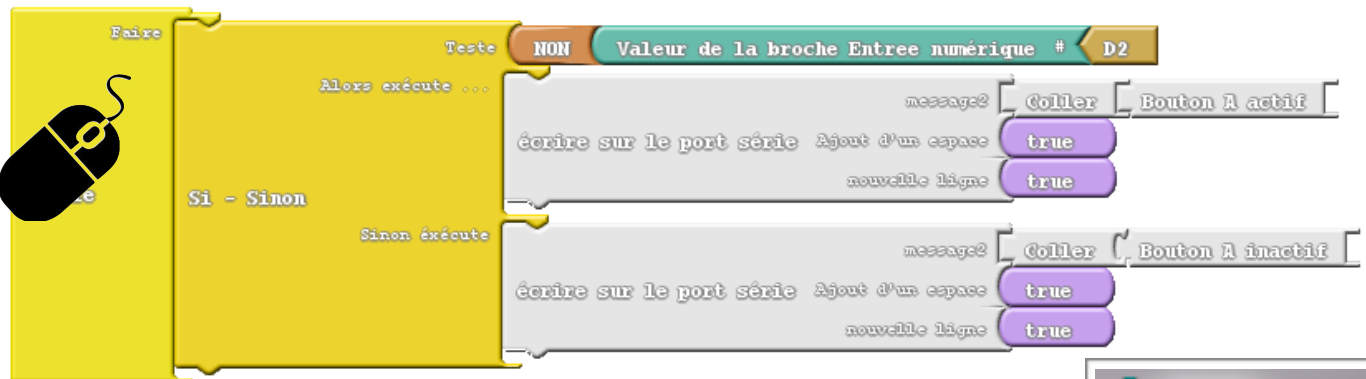 Faire
Teste NON Valeur de la broche Entree numérique # D2
Alors exécute ...
message2 Coller Bouton A actif
écrire sur le port série Ajout d'un espace true
nouvelle ligne true
Si - Sinon
Sinon éxécute
message2 Coller Bouton A inactif
écrire sur le port série Ajout d'un espace true
nouvelle ligne true